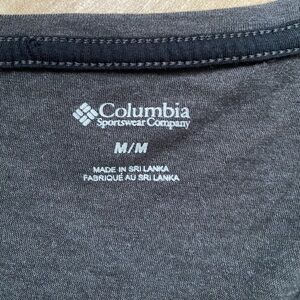 Columbia
Sportswear Company
M/M
MADE IN SRI LANKA
FABRIQUÉ AU SRI LANKA